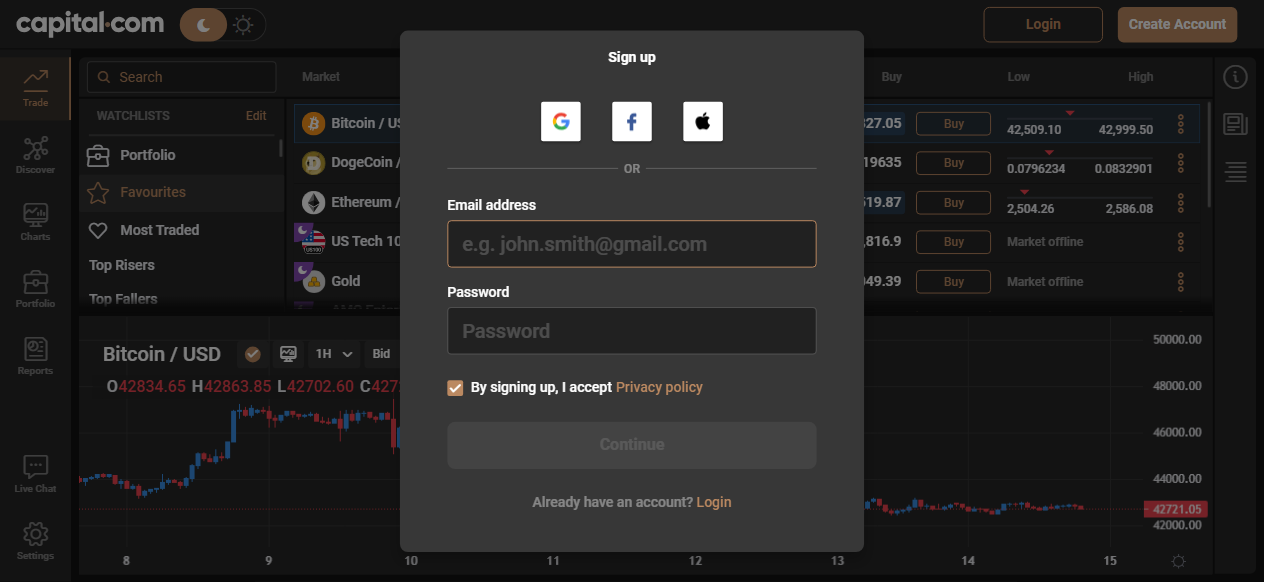 capital.com
Login
Create Account
Sign up
Trade
Discover
Charts
Portfolio
Reports
Live Chat
Settings
Search
WATCHLISTS Edit
Portfolio
Favourites
Most Traded
Top Risers
Top Fallers
Market Buy Low High
Bitcoin / US 327.05 Buy 42,509.10 42,999.50
DogeCoin / 19635 Buy 0.0796234 0.0832901
Ethereum / 519.87 Buy 2,504.26 2,586.08
US Tech 10 ,816.9 Buy Market offline
Gold 049.39 Buy Market offline
OR
Email address
e.g. john.smith@gmail.com
Password
Password
By signing up, I accept Privacy policy
Continue
Already have an account? Login
Bitcoin / USD 1H Bid
O42834.65 H42863.85 L42702.60 C4272
50000.00
48000.00
46000.00
44000.00
42721.05
42000.00
8 9 10 11 12 13 14 15